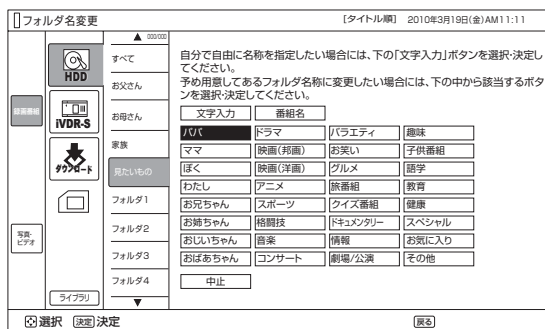 フォルダ名変更
[タイトル順] 2010年3月19日(金)AM11:11
録画番組
写真・
ビデオ
HDD
iVDR-S
ダウンロード
ライブラリ
▲ 000/000
すべて
お父さん
お母さん
家族
見たいもの
フォルダ1
フォルダ2
フォルダ3
フォルダ4
▼
自分で自由に名称を指定したい場合には、下の「文字入力」ボタンを選択・決定し
てください。
予め用意してあるフォルダ名称に変更したい場合には、下の中から該当するボタ
ンを選択・決定してください。
文字入力 番組名
パパ ドラマ バラエティ 趣味
ママ 映画(邦画) お笑い 子供番組
ぼく 映画(洋画) グルメ 語学
わたし アニメ 旅番組 教育
お兄ちゃん スポーツ クイズ番組 健康
お姉ちゃん 格闘技 ドキュメンタリー スペシャル
おじいちゃん 音楽 情報 お気に入り
おばあちゃん コンサート 劇場/公演 その他
中止
選択 決定 決定 戻る